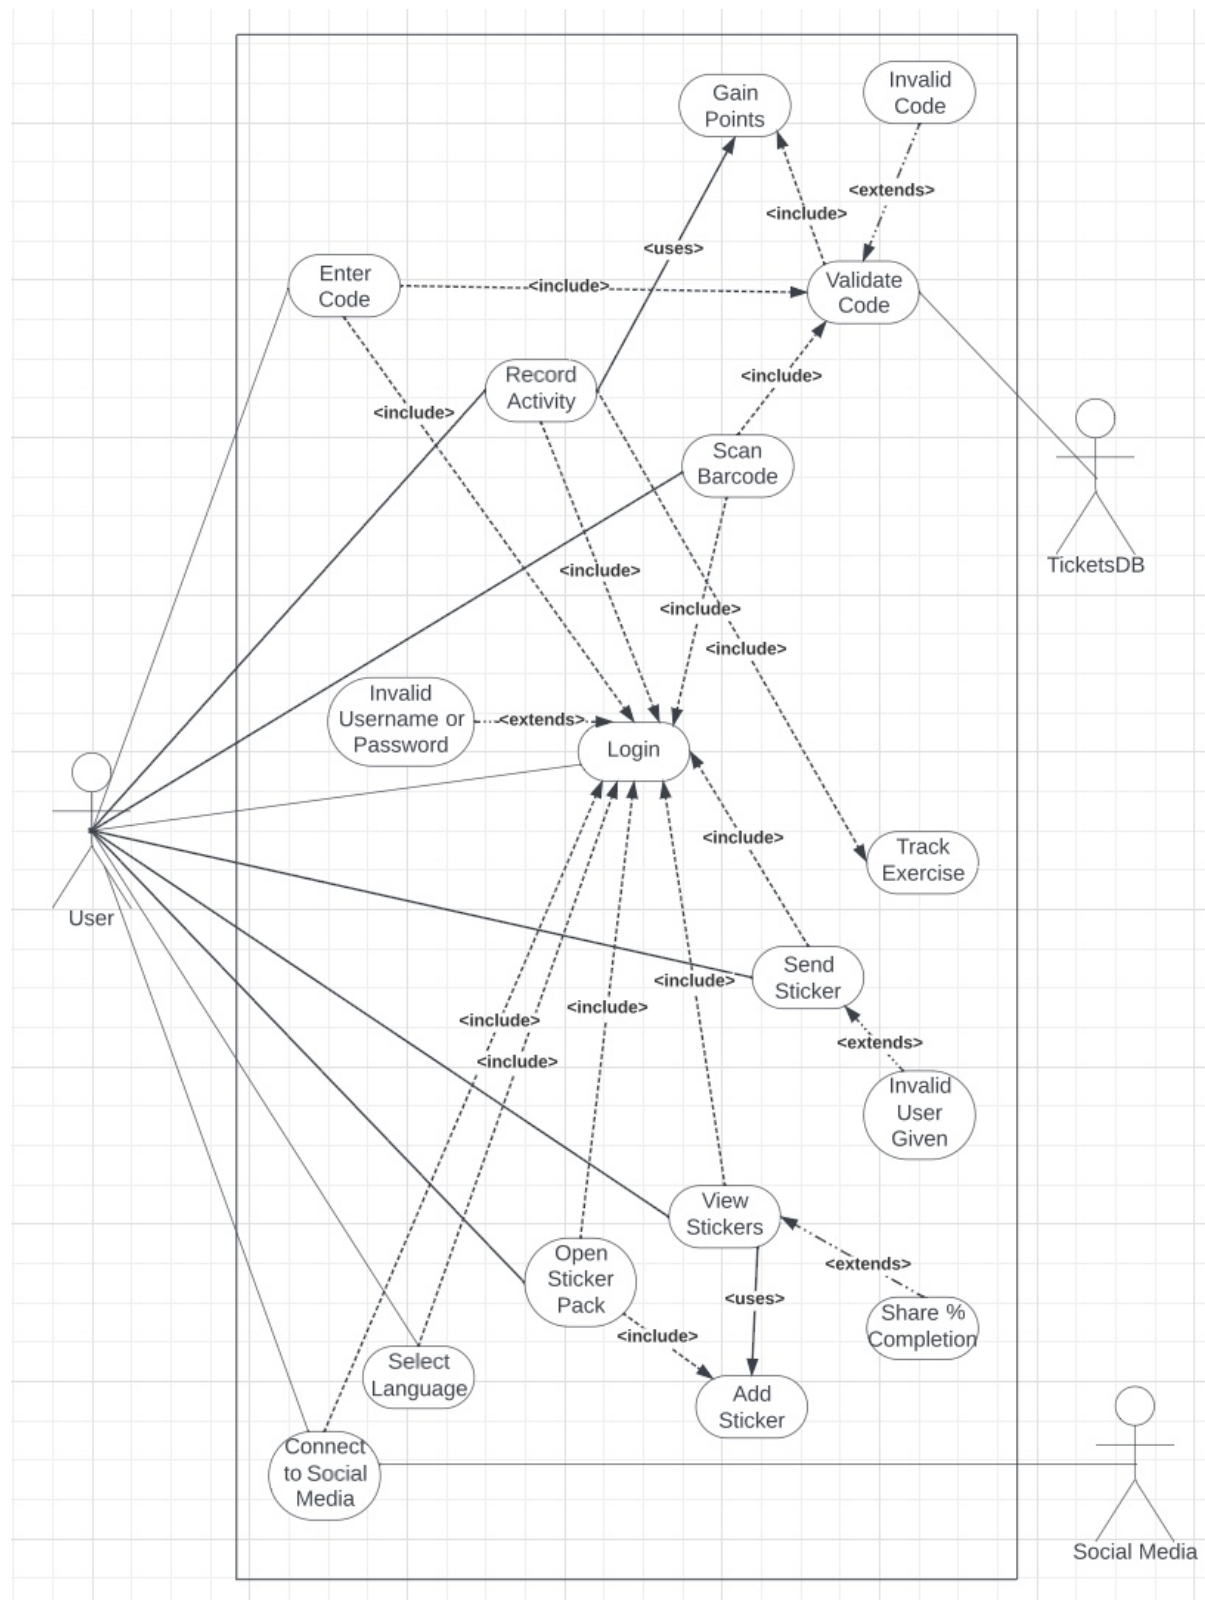 Gain
Points
Invalid
Code
<extends>
<include>
<uses>
Enter
Code
<include>
Validate
Code
Record
Activity
<include>
<include>
Scan
Barcode
<include>
<include>
<include>
TicketsDB
Invalid
Username or
Password
<extends>
Login
<include>
Track
Exercise
User
Send
Sticker
<include>
<include>
<include>
<include>
<extends>
Invalid
User
Given
View
Stickers
Open
Sticker
Pack
<extends>
<uses>
Share %
Completion
<include>
Select
Language
Add
Sticker
Connect
to Social
Media
Social Media